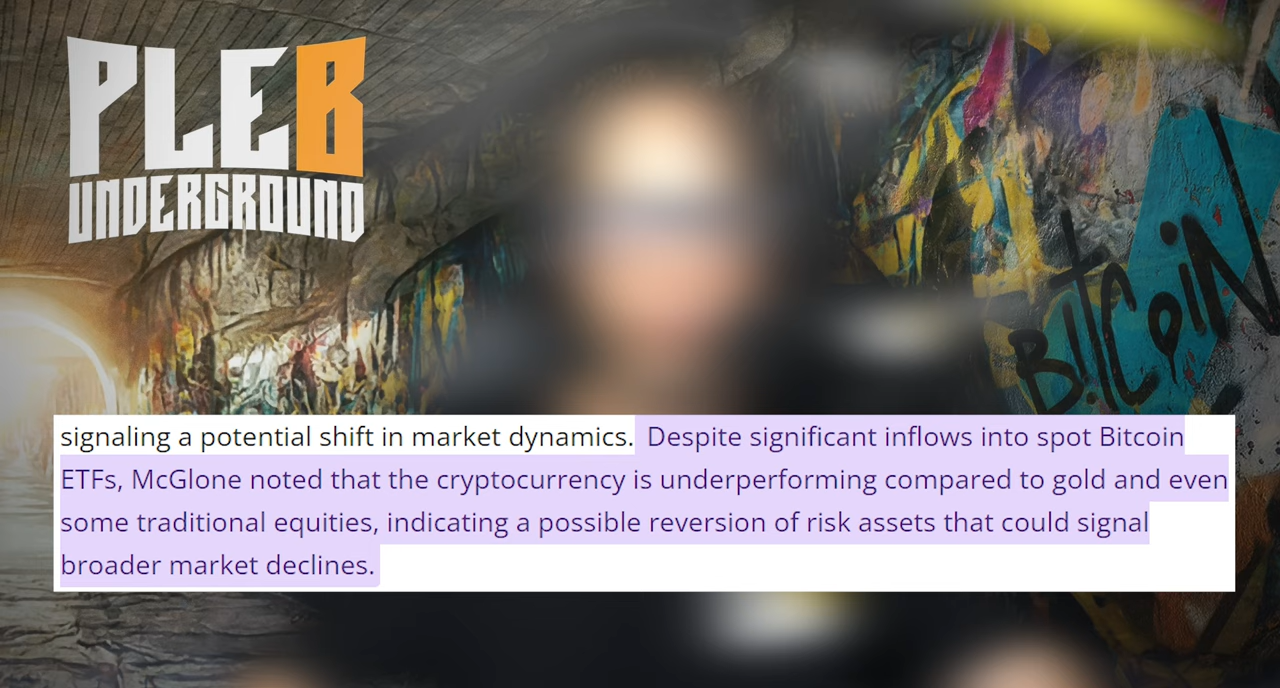 PLEB
UNDERGROUND
BITCOIN
signaling a potential shift in market dynamics. Despite significant inflows into spot Bitcoin
ETFs, McGlone noted that the cryptocurrency is underperforming compared to gold and even
some traditional equities, indicating a possible reversion of risk assets that could signal
broader market declines.